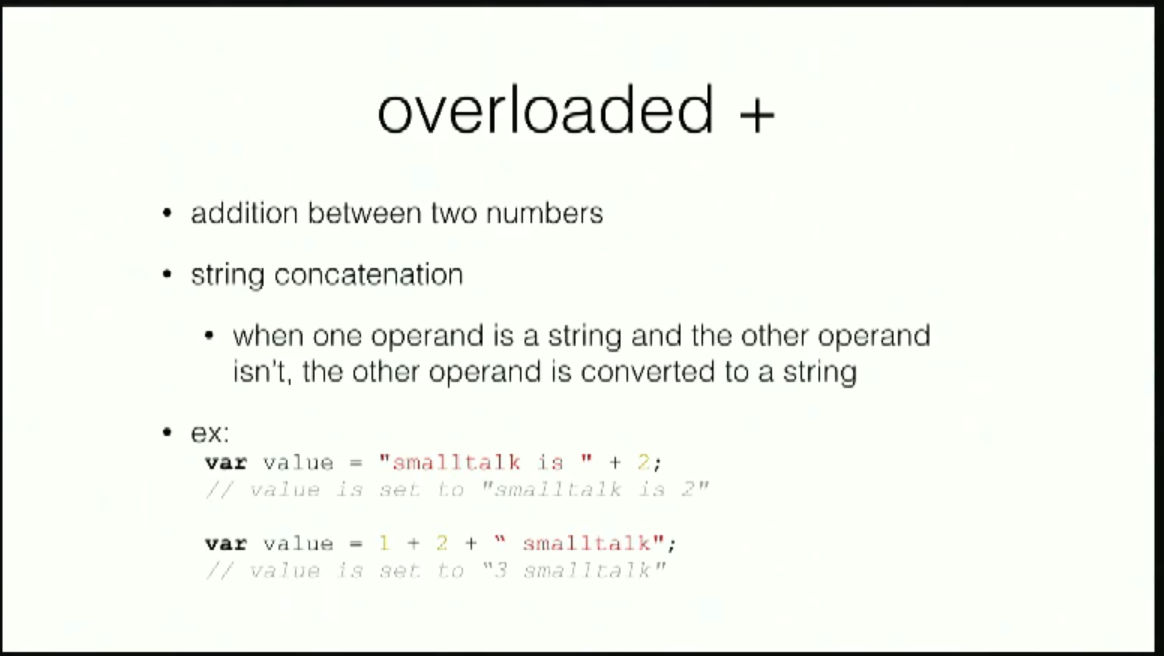 overloaded +
• addition between two numbers
• string concatenation
• when one operand is a string and the other operand
isn't, the other operand is converted to a string
• ex:
var value = "smalltalk is " + 2;
// value is set to "smalltalk is 2"
var value = 1 + 2 + “ smalltalk";
// value is set to "3 smalltalk"